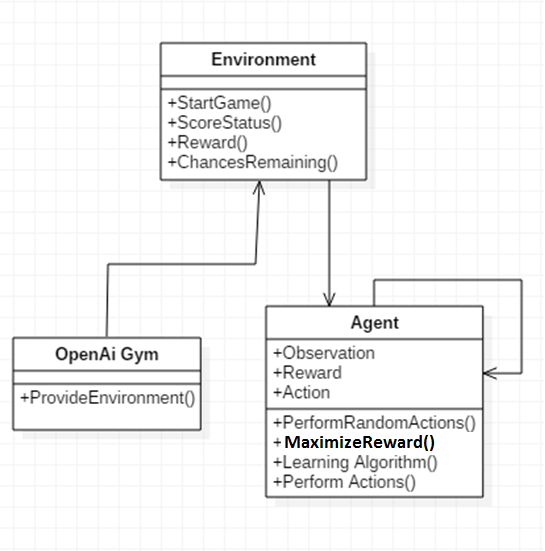 Environment
+StartGame()
+ScoreStatus()
+Reward()
+ChancesRemaining()
OpenAi Gym
+ProvideEnvironment()
Agent
+Observation
+Reward
+Action
+PerformRandomActions()
+MaximizeReward()
+Learning Algorithm()
+Perform Actions()